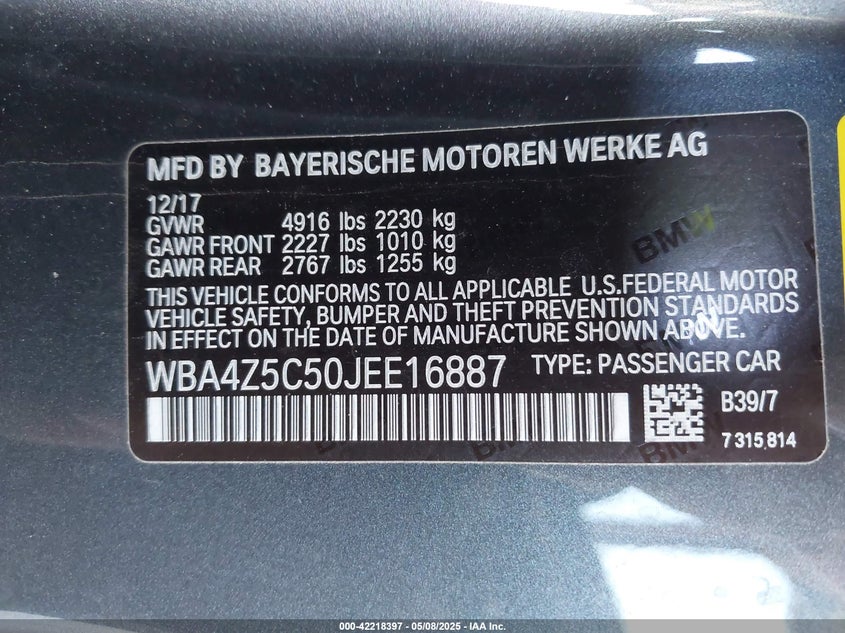 MFD BY BAYERISCHE MOTOREN WERKE AG
12/17
GVWR 4916 lbs 2230 kg
GAWR FRONT 2227 lbs 1010 kg
GAWR REAR 2767 lbs 1255 kg
THIS VEHICLE CONFORMS TO ALL APPLICABLE U.S.FEDERAL MOTOR
VEHICLE SAFETY, BUMPER AND THEFT PREVENTION STANDARDS
IN EFFECT ON THE DATE OF MANUFACTURE SHOWN ABOVE.
WBA4Z5C50JEE16887 TYPE: PASSENGER CAR
B39/7
7 315 814
BMW
000-42218397 - 05/08/2025 - IAA Inc.